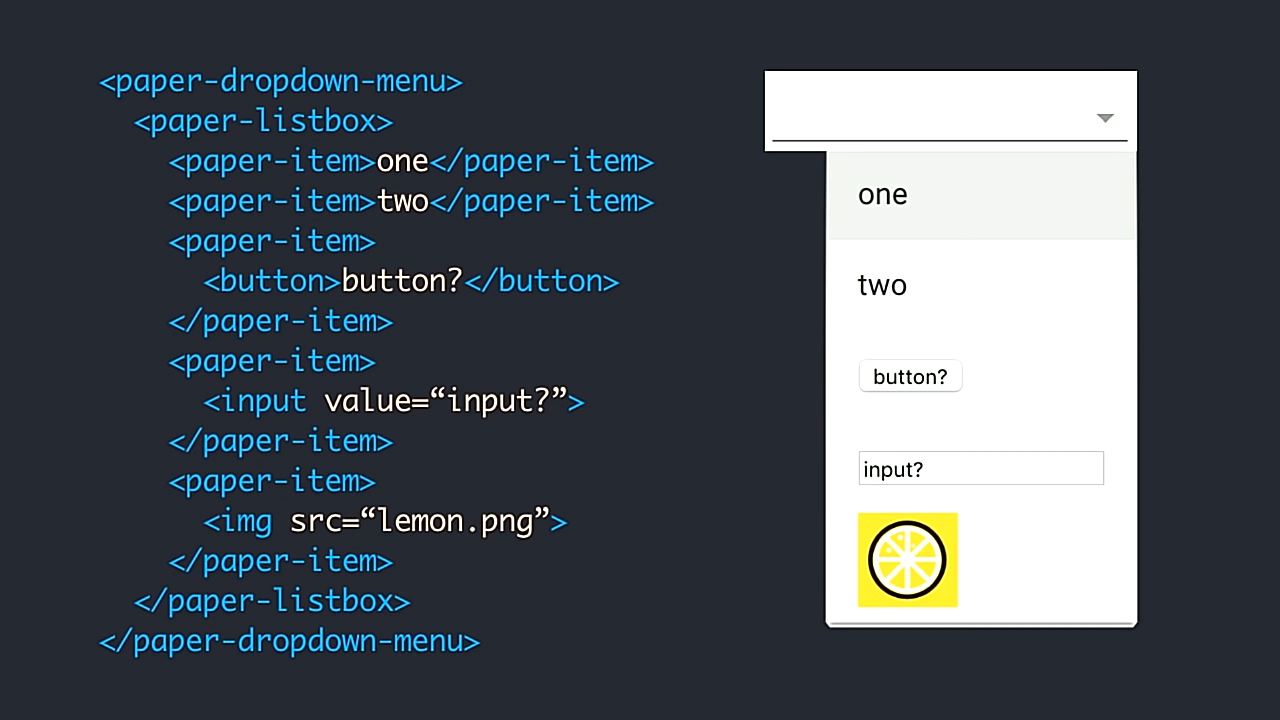 <paper-dropdown-menu>
<paper-listbox>
<paper-item>one</paper-item>
<paper-item>two</paper-item>
<paper-item>
<button>button?</button>
</paper-item>
<paper-item>
<input value=“input?”>
</paper-item>
<paper-item>
<img src=“lemon.png”>
</paper-item>
</paper-listbox>
</paper-dropdown-menu>
one
two
button?
input?